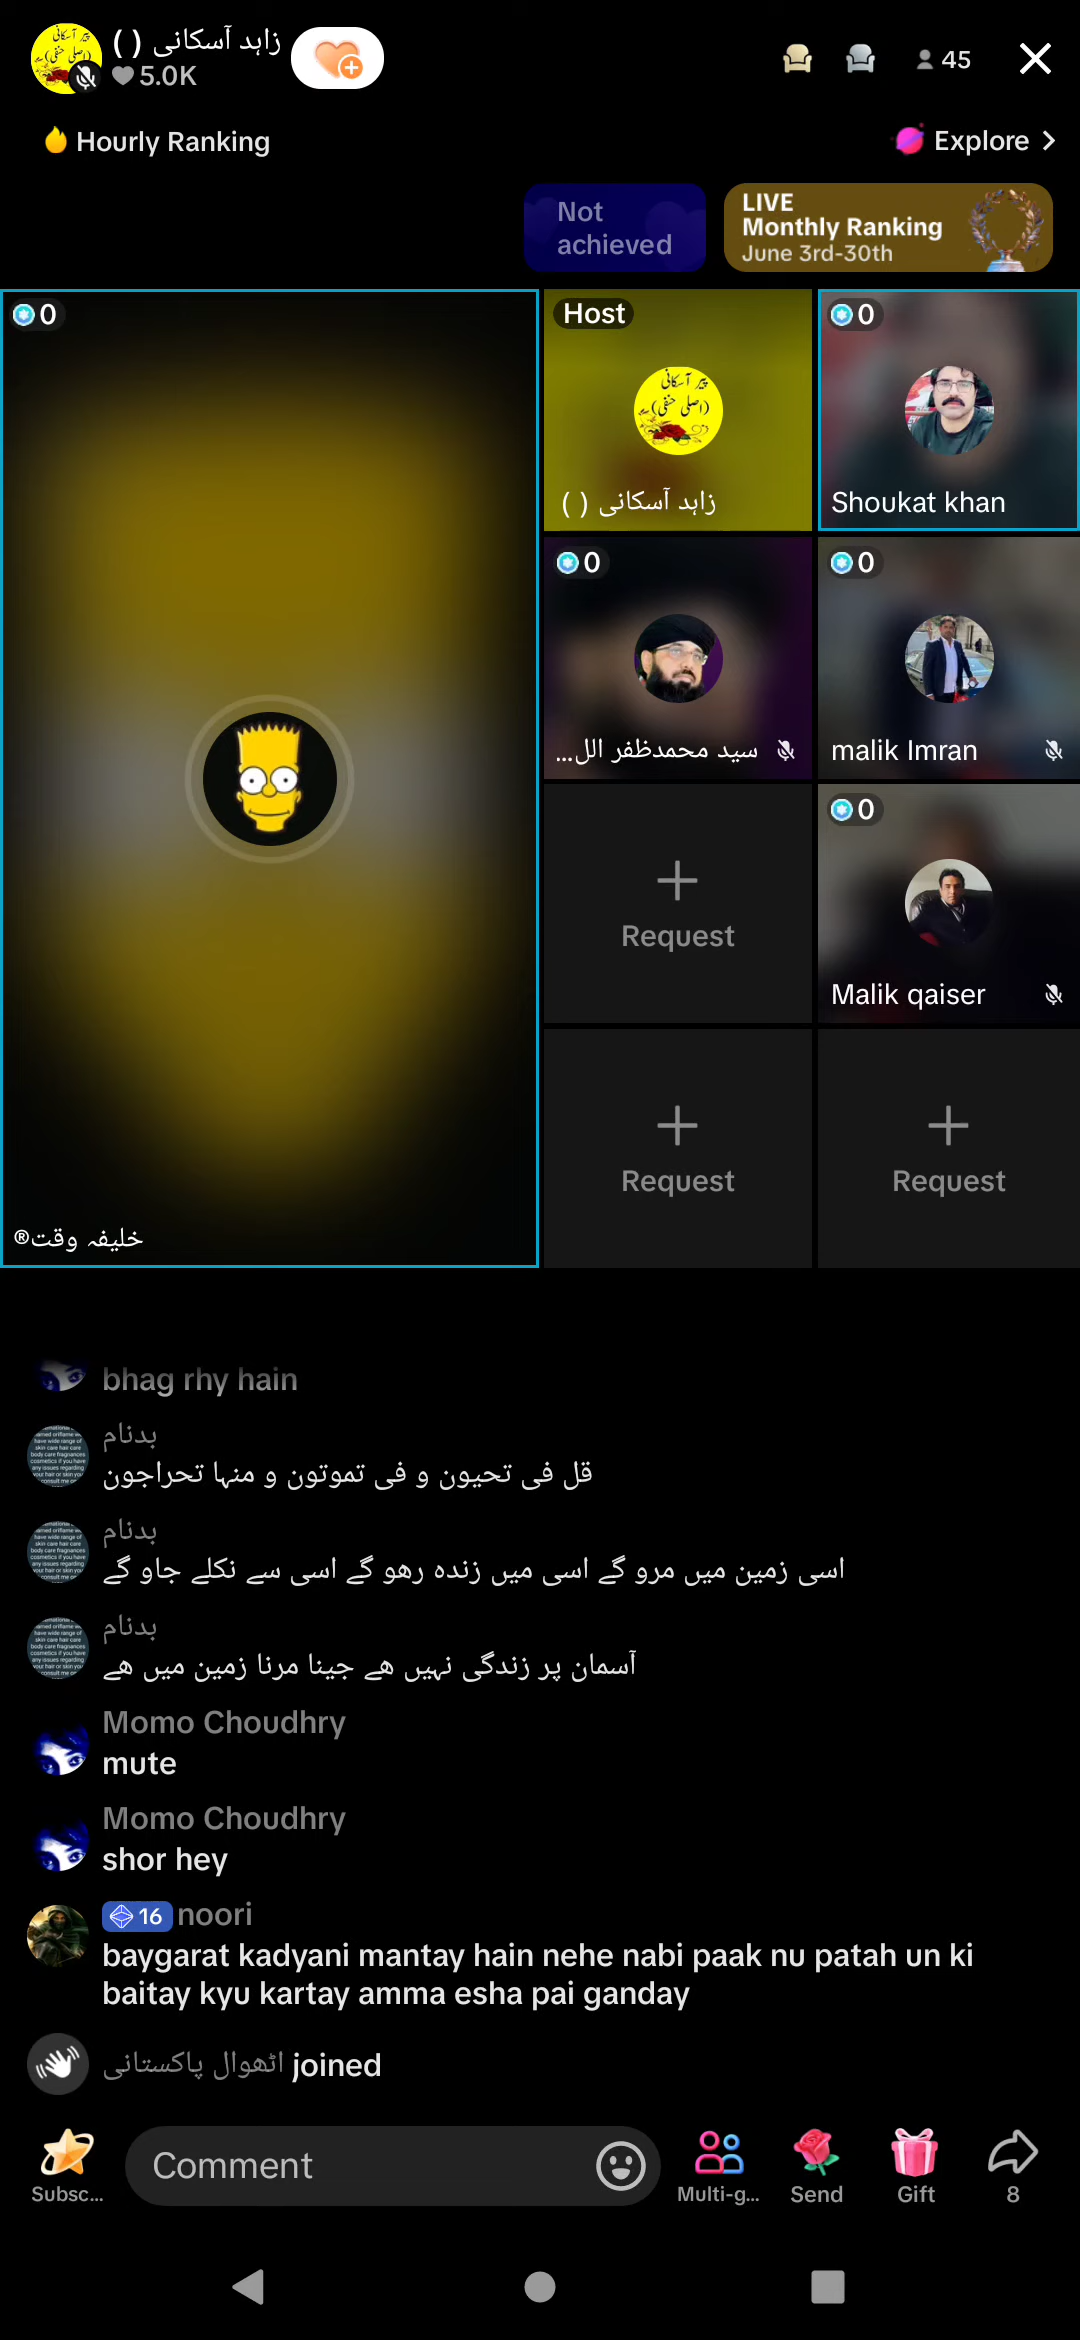 زاہد آسکانی ( )
5.0K
45
Hourly Ranking
Explore
Not
achieved
LIVE
Monthly Ranking
June 3rd-30th
0
Host
پیر آسکانی
(اصلی حنفی)
زاہد آسکانی ( )
0
Shoukat khan
0
سید محمدظفر الل...
0
malik Imran
Request
0
Malik qaiser
Request
Request
خلیفہ وقت®
bhag rhy hain
بدنام
قل فی تحیون و فی تموتون و منہا تحراجون
بدنام
اسی زمین میں مرو گے اسی میں زندہ رھو گے اسی سے نکلے جاو گے
بدنام
آسمان پر زندگی نہیں ھے جینا مرنا زمین میں ھے
Momo Choudhry
mute
Momo Choudhry
shor hey
16 noori
baygarat kadyani mantay hain nehe nabi paak nu patah un ki
baitay kyu kartay amma esha pai ganday
اٹھوال پاکستانی joined
Subsc...
Comment
Multi-g...
Send
Gift
8